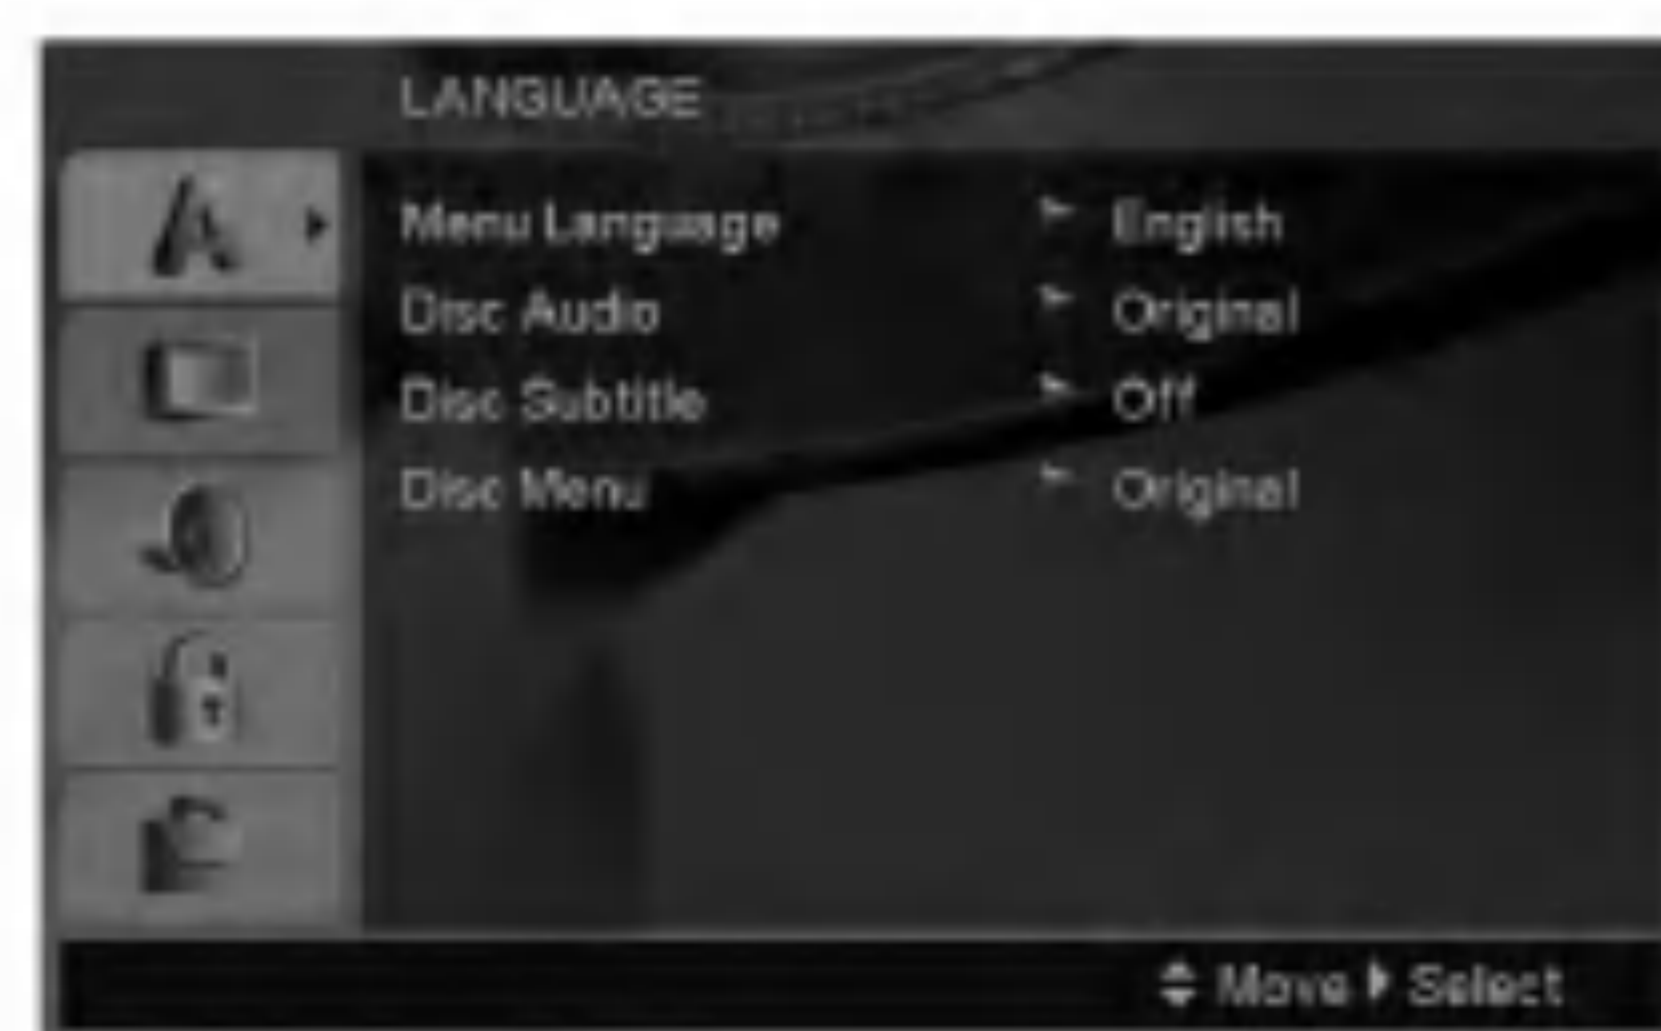 LANGUAGE
Menu Language English
Disc Audio Original
Disc Subtitle Off
Disc Menu Original
Move Select